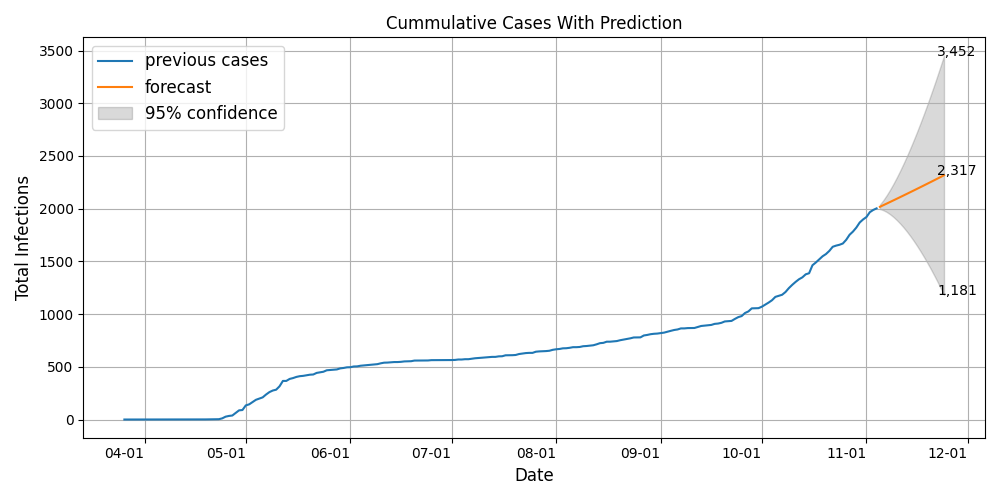 Cummulative Cases With Prediction
previous cases
forecast
95% confidence
3,452
2,317
1,181
Total Infections
3500
3000
2500
2000
1500
1000
500
0
04-01 05-01 06-01 07-01 08-01 09-01 10-01 11-01 12-01
Date